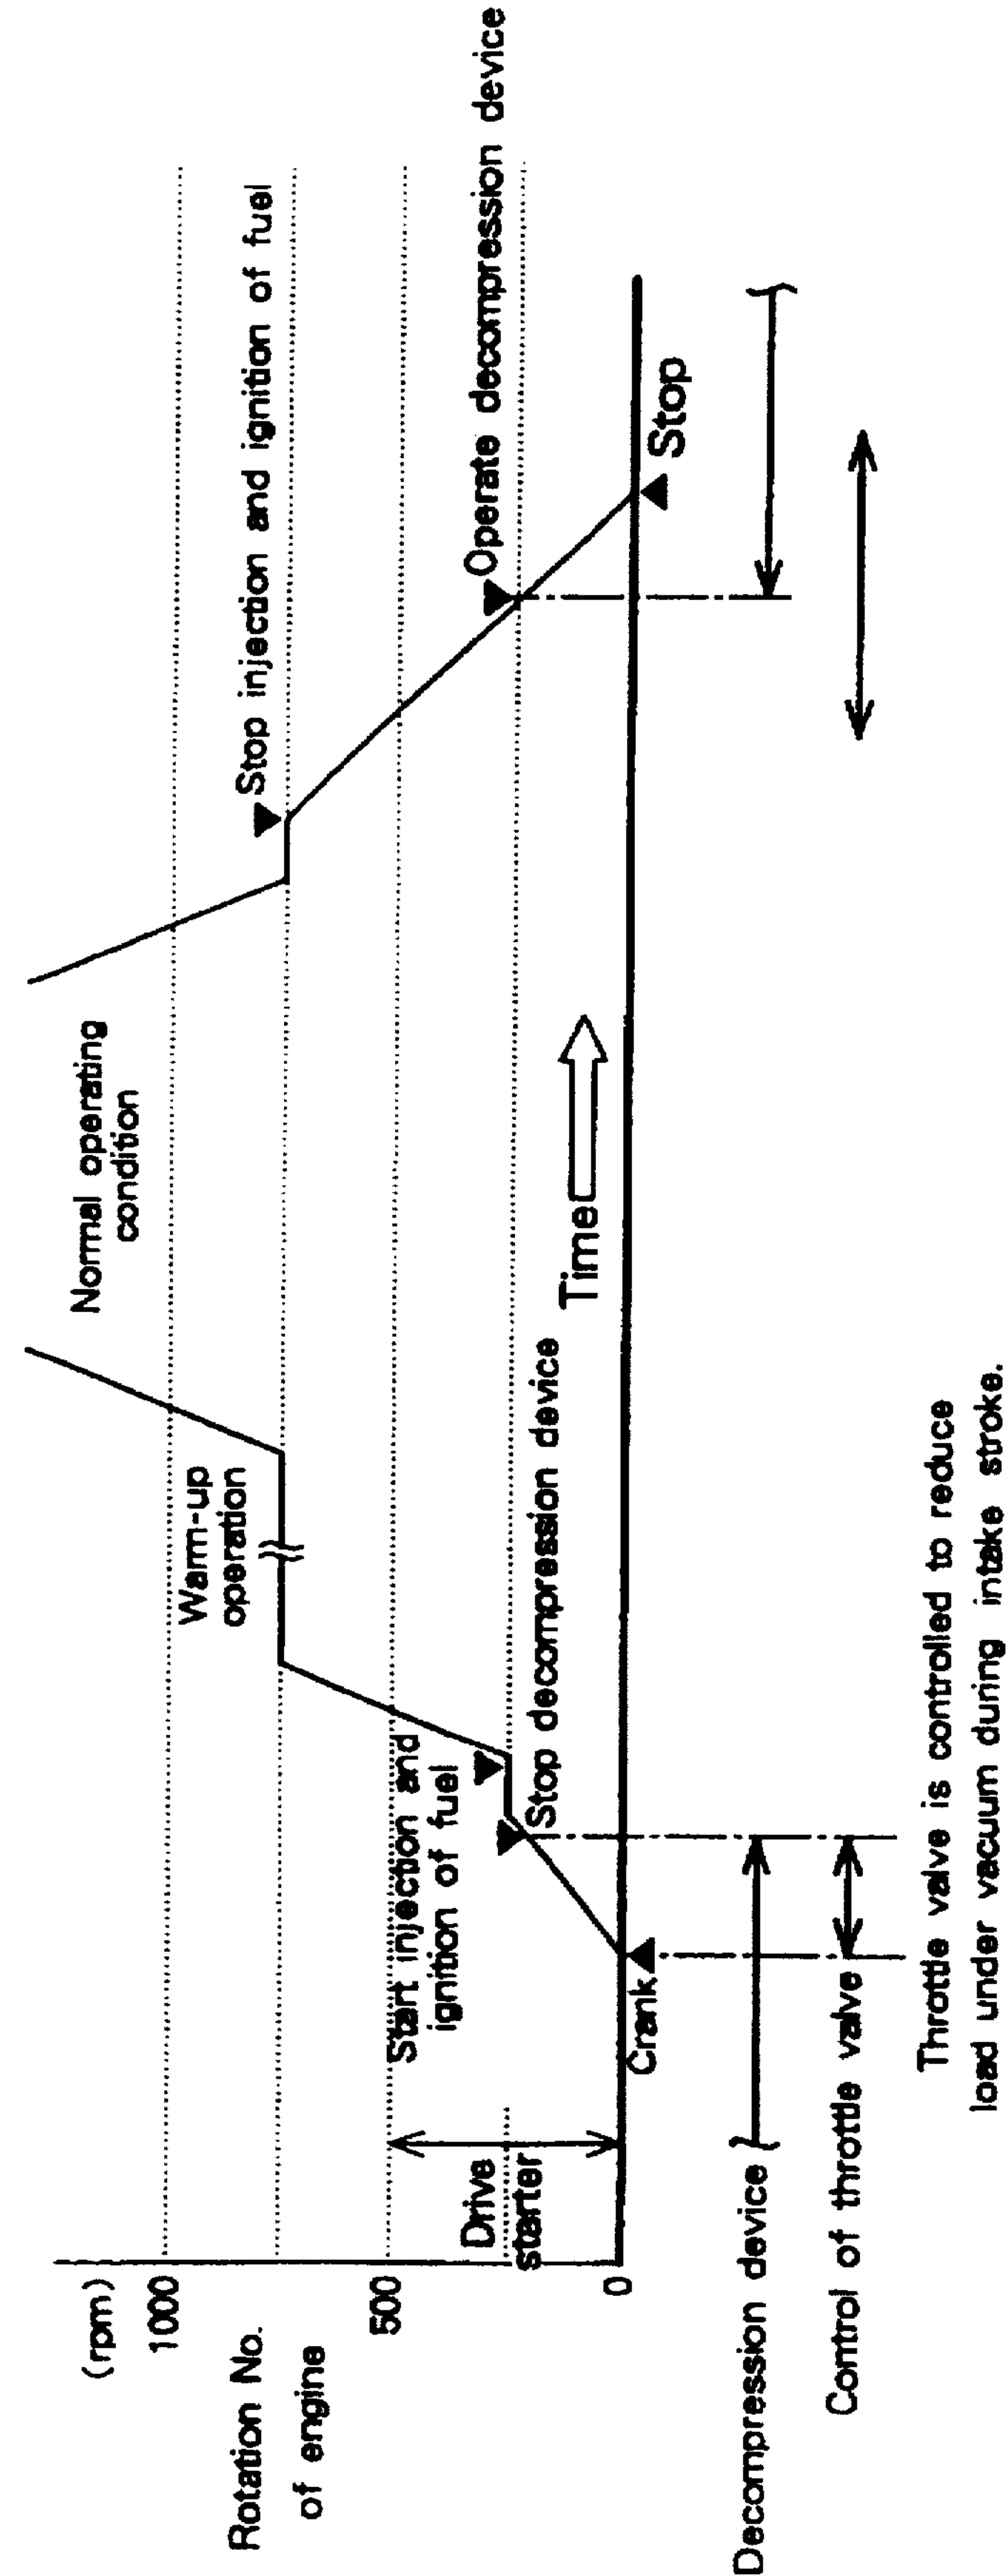 (rpm)
1000
Rotation No.
of engine
500
0
Drive
starter
Start injection and
ignition of fuel
Stop decompression device
Crank
Warm-up
operation
Normal operating
condition
Time
Stop injection and ignition of fuel
Operate decompression device
Stop
Decompression device
Control of throttle valve
Throttle valve is controlled to reduce
load under vacuum during intake stroke.